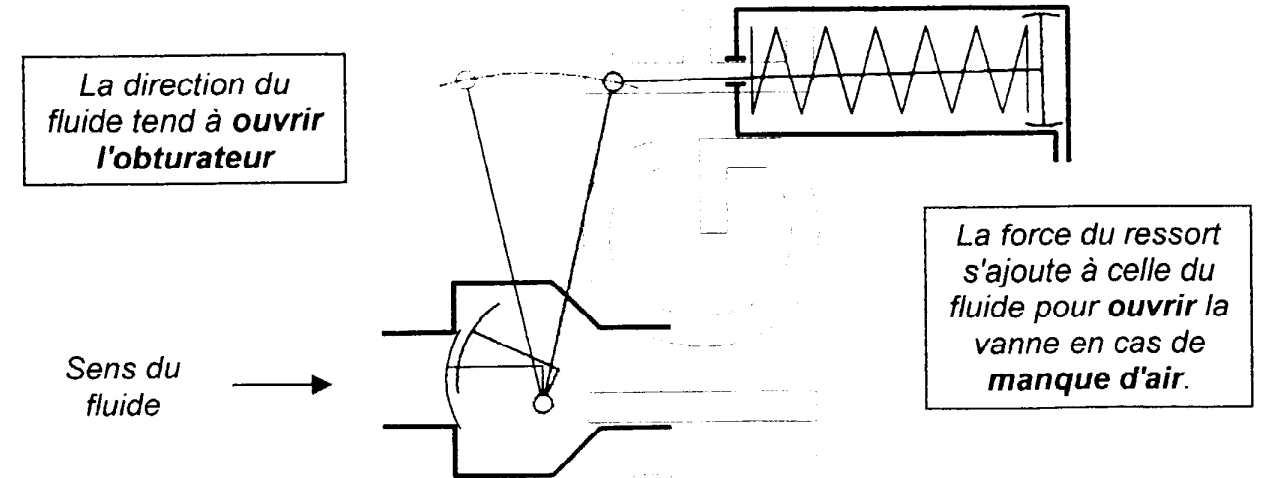 La direction du
fluide tend à ouvrir
l'obturateur
La force du ressort
s'ajoute à celle du
fluide pour ouvrir la
vanne en cas de
manque d'air.
Sens du
fluide